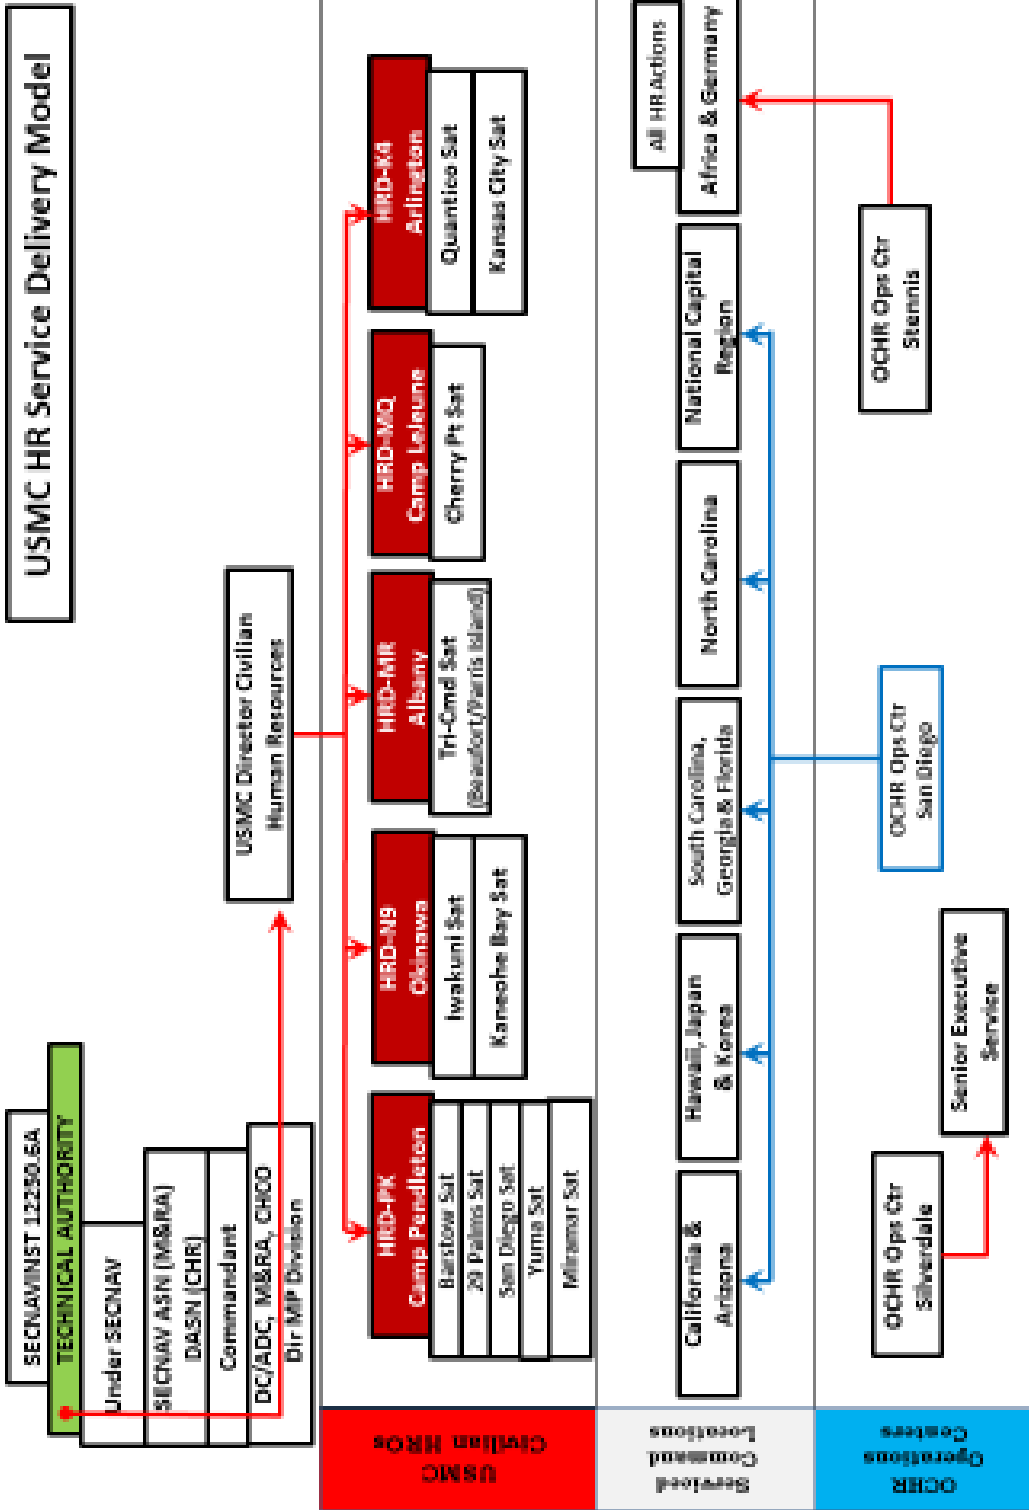 USMC HR Service Delivery Model
SECNAVINST 12250.6A
TECHNICAL AUTHORITY
Under SECNAV
SECNAV ASN (M&RA)
DASN (CHR)
Commandant
DC/ADC, M&RA, CHCO
Dir MP Division
USMC Director Civilian
Human Resources
USMC
Civilian HROs
HRD-PK
Camp Pendleton
Barstow Sat
29 Palms Sat
San Diego Sat
Yuma Sat
Miramar Sat
HRD-N9
Okinawa
Iwakuni Sat
Kaneohe Bay Sat
HRD-MR
Albany
Tri-Cmd Sat
(Beaufort/Parris Island)
HRD-MQ
Camp Lejeune
Cherry Pt Sat
HRD-K4
Arlington
Quantico Sat
Kansas City Sat
Serviced
Command
Locations
California &
Arizona
Hawaii, Japan
& Korea
South Carolina,
Georgia & Florida
North Carolina
National Capital
Region
All HR Actions
Africa & Germany
OCHR
Operations
Centers
OCHR Ops Ctr
Silverdale
Senior Executive
Service
OCHR Ops Ctr
San Diego
OCHR Ops Ctr
Stennis